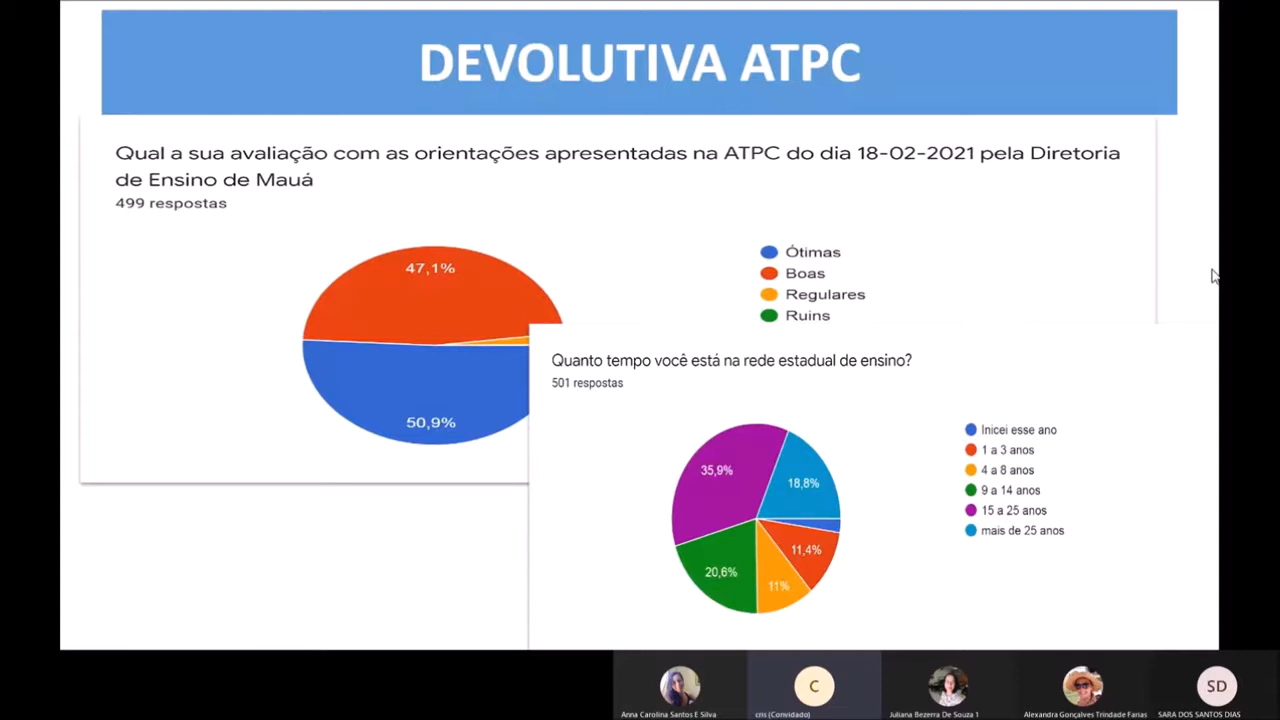 DEVOLUTIVA ATPC
Qual a sua avaliação com as orientações apresentadas na ATPC do dia 18-02-2021 pela Diretoria
de Ensino de Mauá
499 respostas
47,1%
50,9%
Ótimas
Boas
Regulares
Ruins
Quanto tempo você está na rede estadual de ensino?
501 respostas
35,9%
18,8%
11,4%
20,6%
11%
Inicei esse ano
1 a 3 anos
4 a 8 anos
9 a 14 anos
15 a 25 anos
mais de 25 anos
C
SD
Anna Carolina Santos E Silva
cris (Convidado)
Juliana Bezerra De Souza 1
Alexandra Gonçalves Trindade Farias
SARA DOS SANTOS DIAS